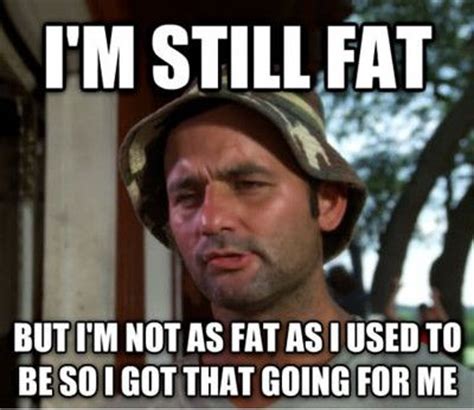 I'M STILL FAT
BUT I'M NOT AS FAT AS I USED TO
BE SO I GOT THAT GOING FOR ME